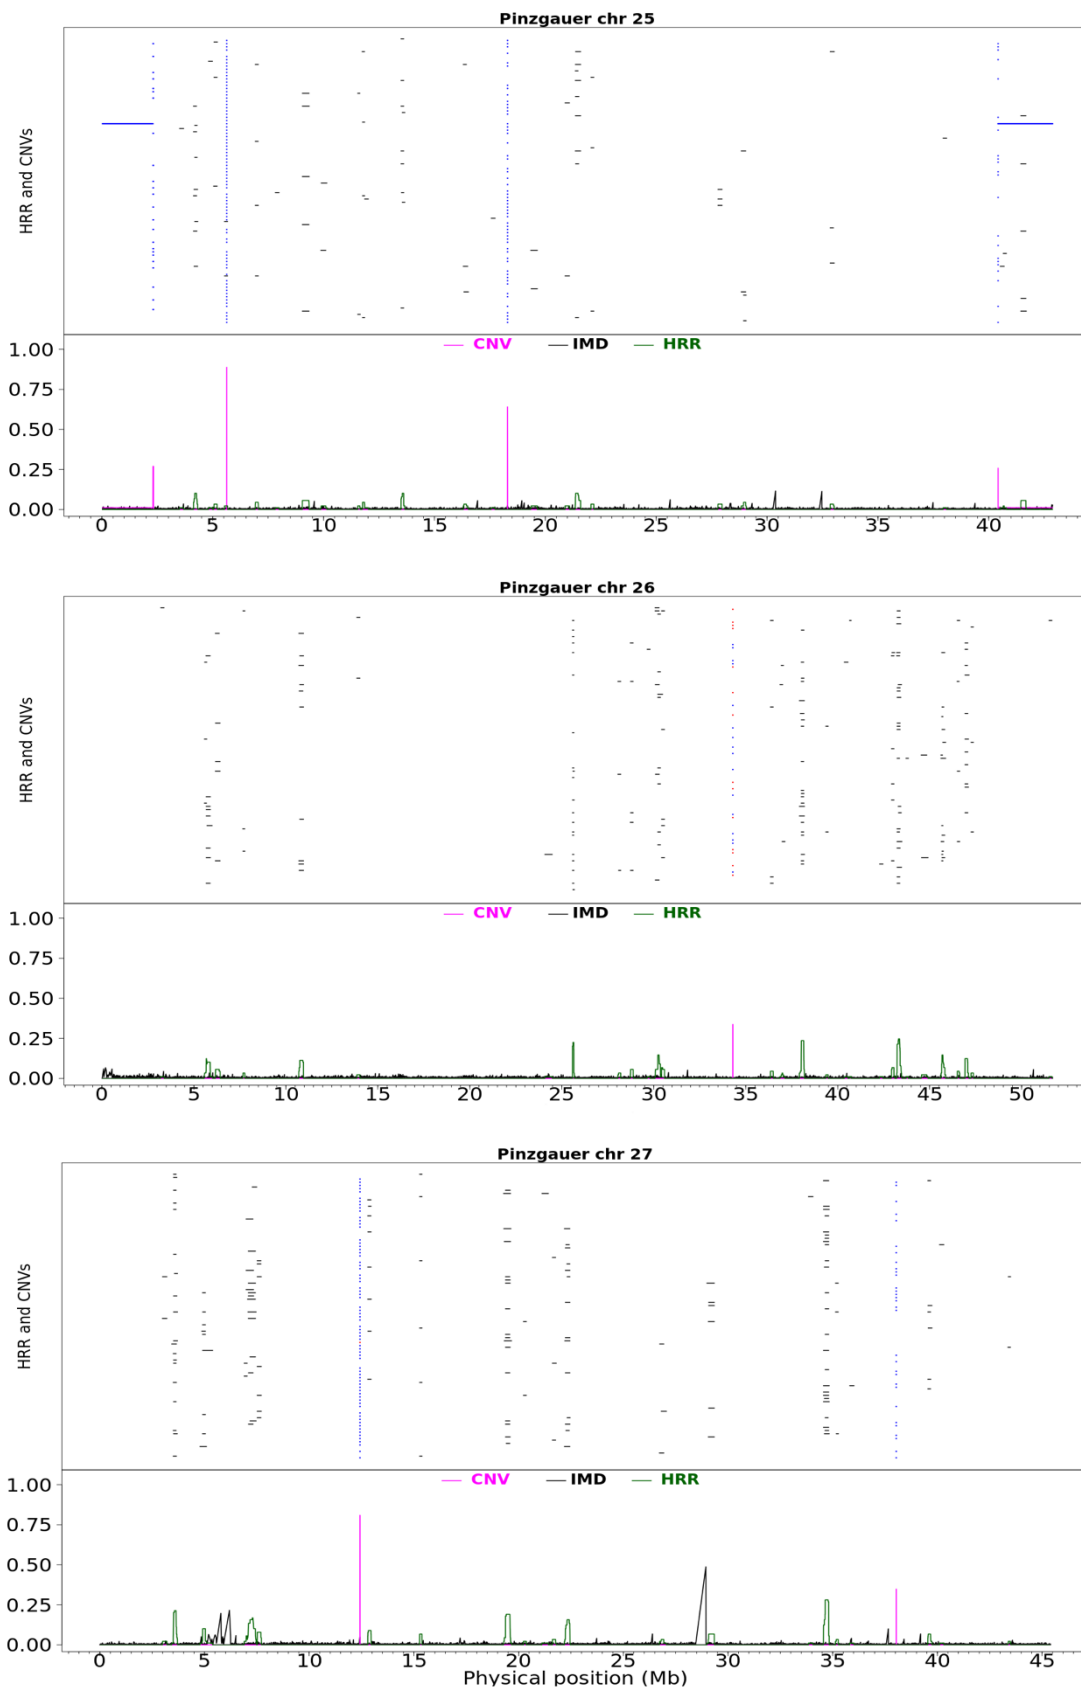 Pinzgauer chr 25
HRR and CNVs
CNV IMD HRR
1.00
0.75
0.50
0.25
0.00
0 5 10 15 20 25 30 35 40
Pinzgauer chr 26
HRR and CNVs
CNV IMD HRR
1.00
0.75
0.50
0.25
0.00
0 5 10 15 20 25 30 35 40 45 50
Pinzgauer chr 27
HRR and CNVs
CNV IMD HRR
1.00
0.75
0.50
0.25
0.00
0 5 10 15 20 25 30 35 40 45
Physical position (Mb)